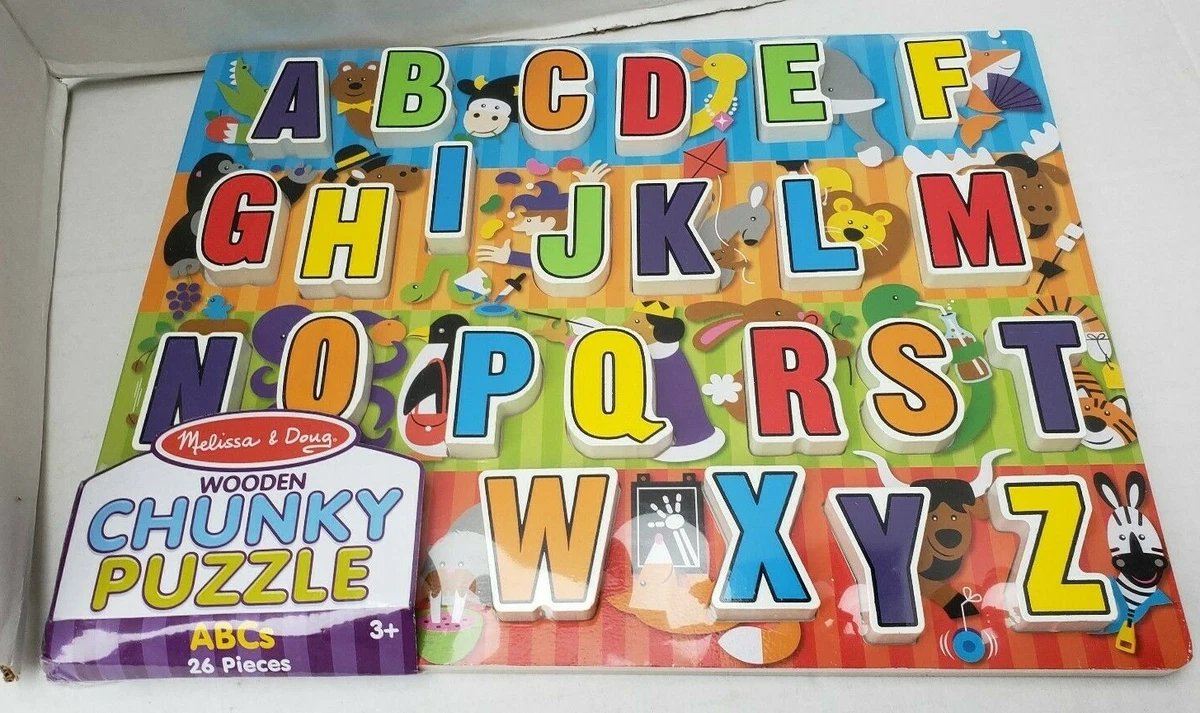 A B C D E F
G H I J K L M
N O P Q R S T
W X Y Z
Melissa & Doug®
WOODEN
CHUNKY
PUZZLE
ABCs
3+
26 Pieces